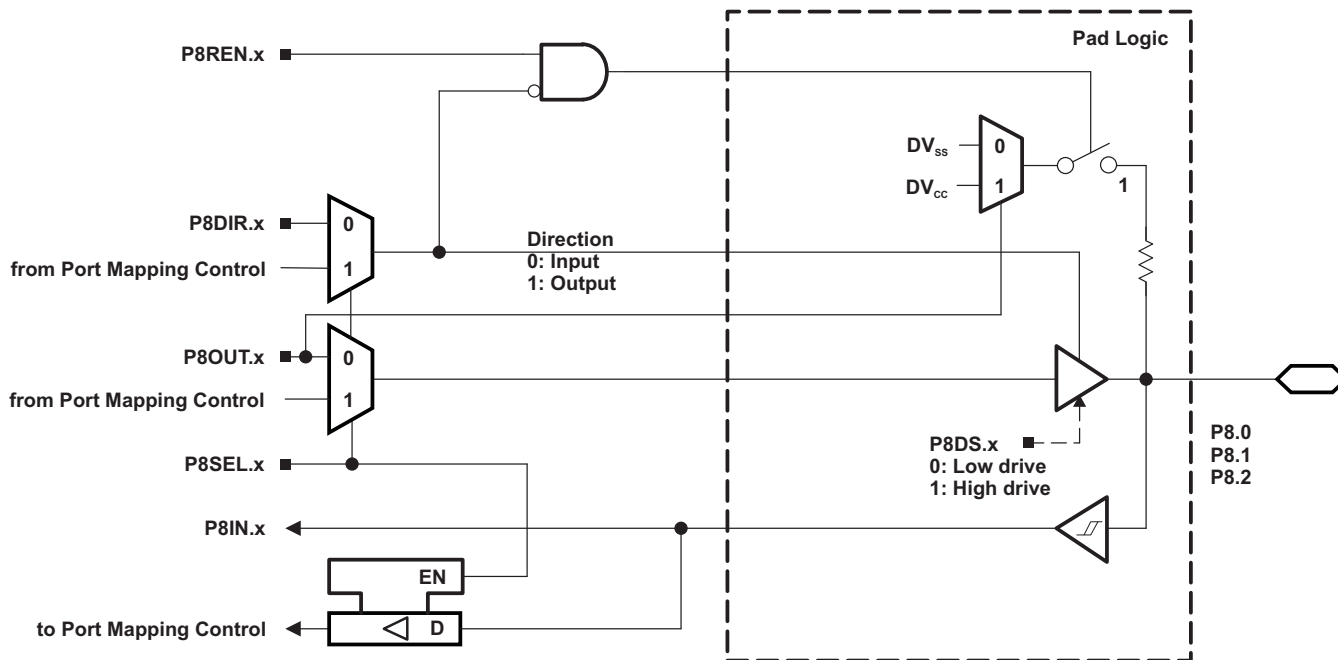 Pad Logic
P8REN.x
DVSS
0
DVCC
1
1
P8DIR.x
0
from Port Mapping Control
1
Direction
0: Input
1: Output
P8OUT.x
0
from Port Mapping Control
1
P8SEL.x
P8DS.x
0: Low drive
1: High drive
P8.0
P8.1
P8.2
P8IN.x
EN
to Port Mapping Control
D